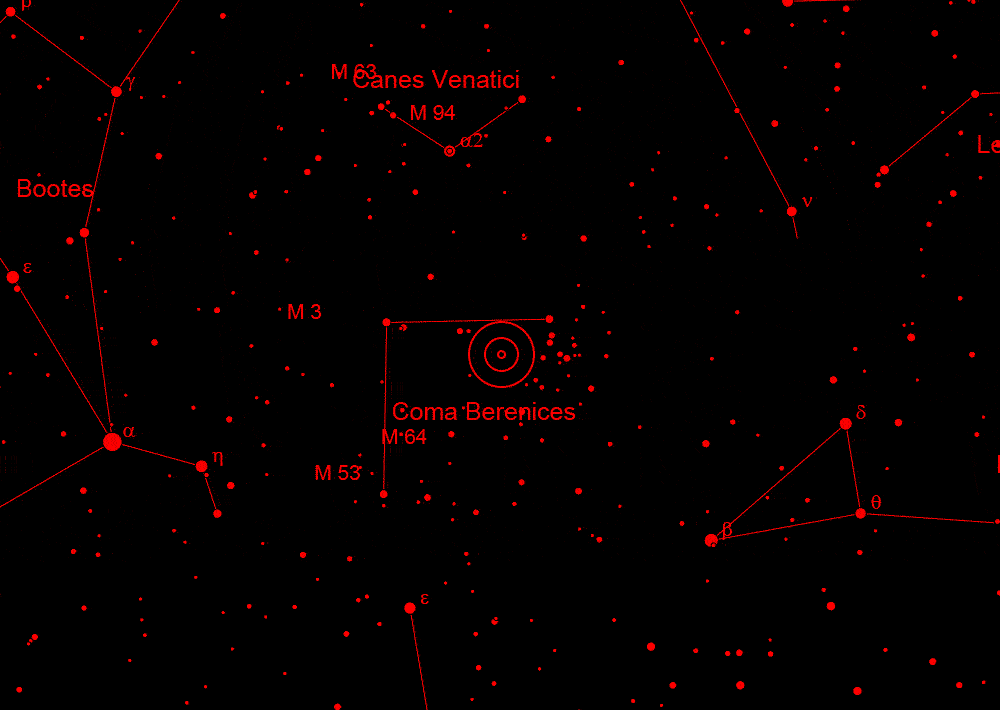 β
γ
M 63
Canes Venatici
M 94
α2
Le
Bootes
ν
ε
M 3
Coma Berenices
δ
α
M 64
η
M 53
θ
β
ε